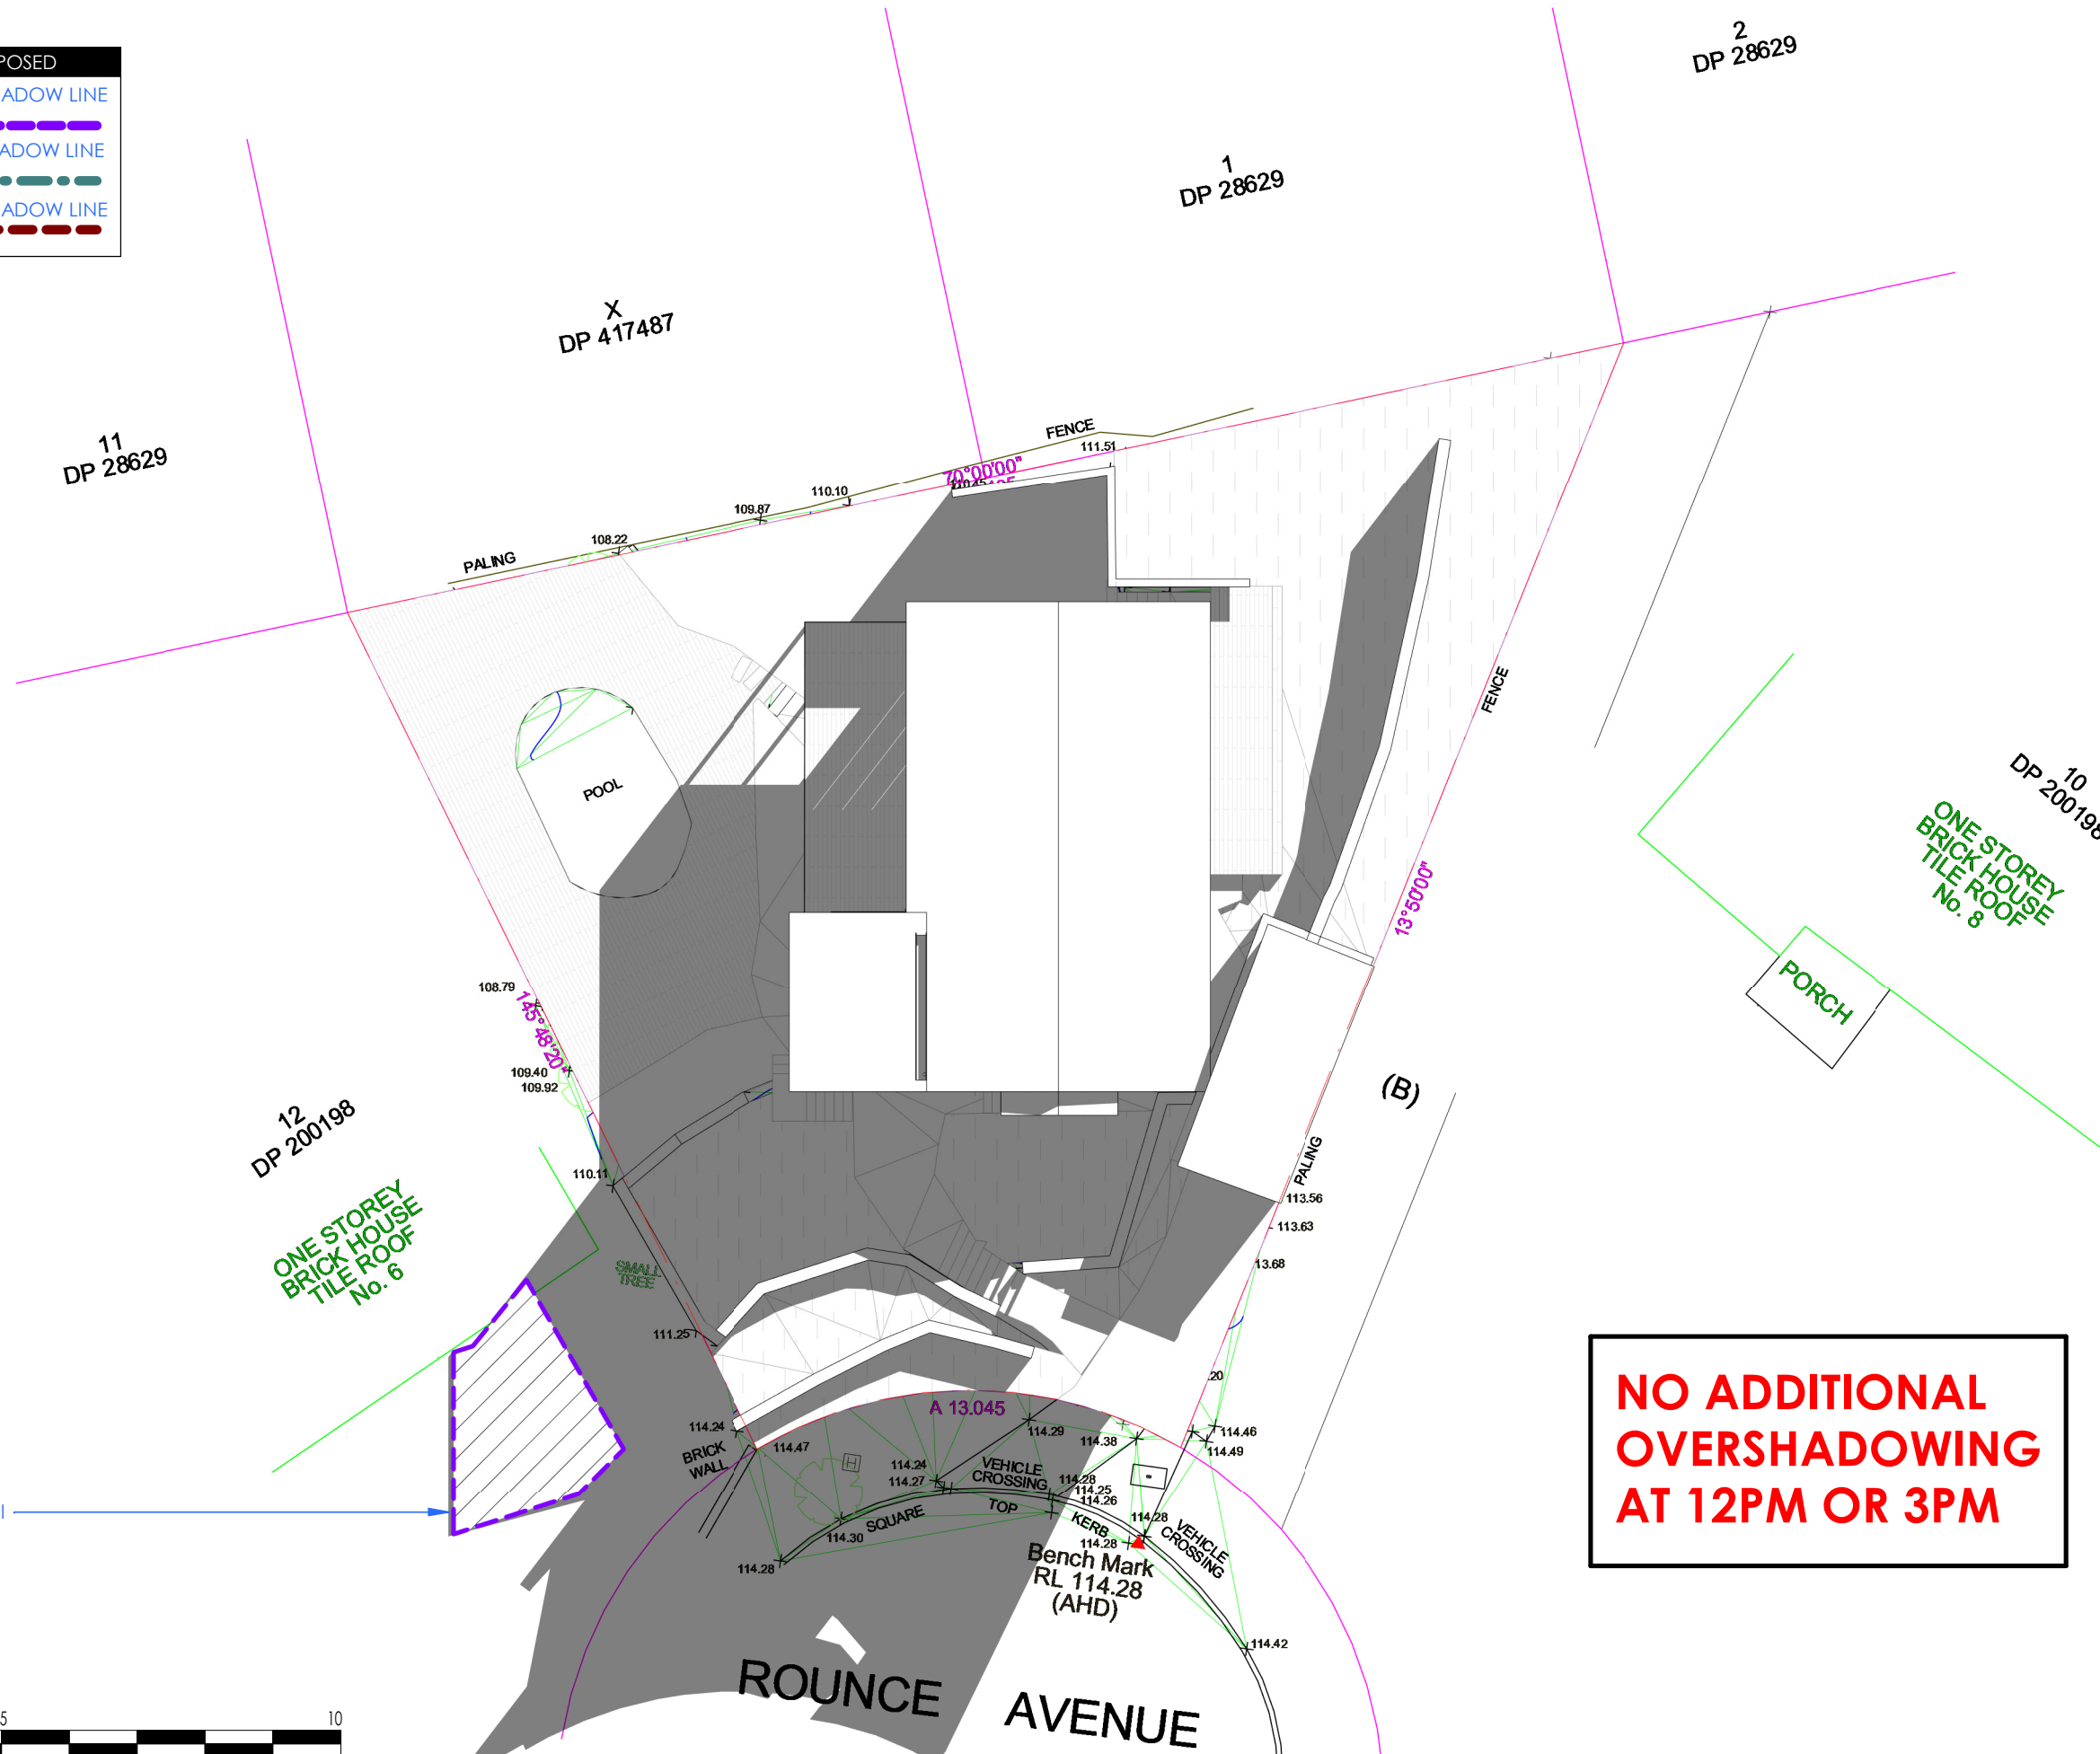 POSED
ADOW LINE
ADOW LINE
ADOW LINE
2
DP 28629
1
DP 28629
X
DP 417487
11
DP 28629
FENCE
111.51
70°00'00"
110.10
109.87
108.22
PALING
POOL
FENCE
10
DP 200198
ONE STOREY
BRICK HOUSE
TILE ROOF
No. 8
PORCH
13°50'00"
108.79
145°48'20"
109.40
109.92
(B)
12
DP 200198
110.11
PALING
113.56
113.63
13.68
ONE STOREY
BRICK HOUSE
TILE ROOF
No. 6
SMALL
TREE
111.25
.20
A 13.045
114.24
BRICK
WALL
114.47
114.29
114.38
114.46
114.49
114.24
114.27
VEHICLE
CROSSING
114.28
114.25
114.26
SQUARE
TOP
KERB
114.28
VEHICLE
CROSSING
114.30
114.28
114.28
Bench Mark
RL 114.28
(AHD)
114.42
NO ADDITIONAL
OVERSHADOWING
AT 12PM OR 3PM
ROUNCE
AVENUE
5
10